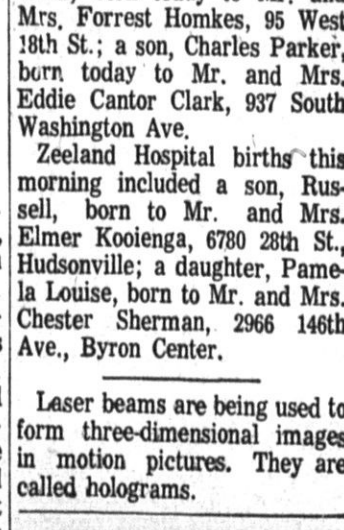 Mrs. Forrest Homkes, 95 West
18th St.; a son, Charles Parker,
born today to Mr. and Mrs.
Eddie Cantor Clark, 937 South
Washington Ave.
Zeeland Hospital births this
morning included a son, Rus-
sell, born to Mr. and Mrs.
Elmer Kooienga, 6780 28th St.,
Hudsonville; a daughter, Pame-
la Louise, born to Mr. and Mrs.
Chester Sherman, 2966 146th
Ave., Byron Center.
Laser beams are being used to
form three-dimensional images
in motion pictures. They are
called holograms.